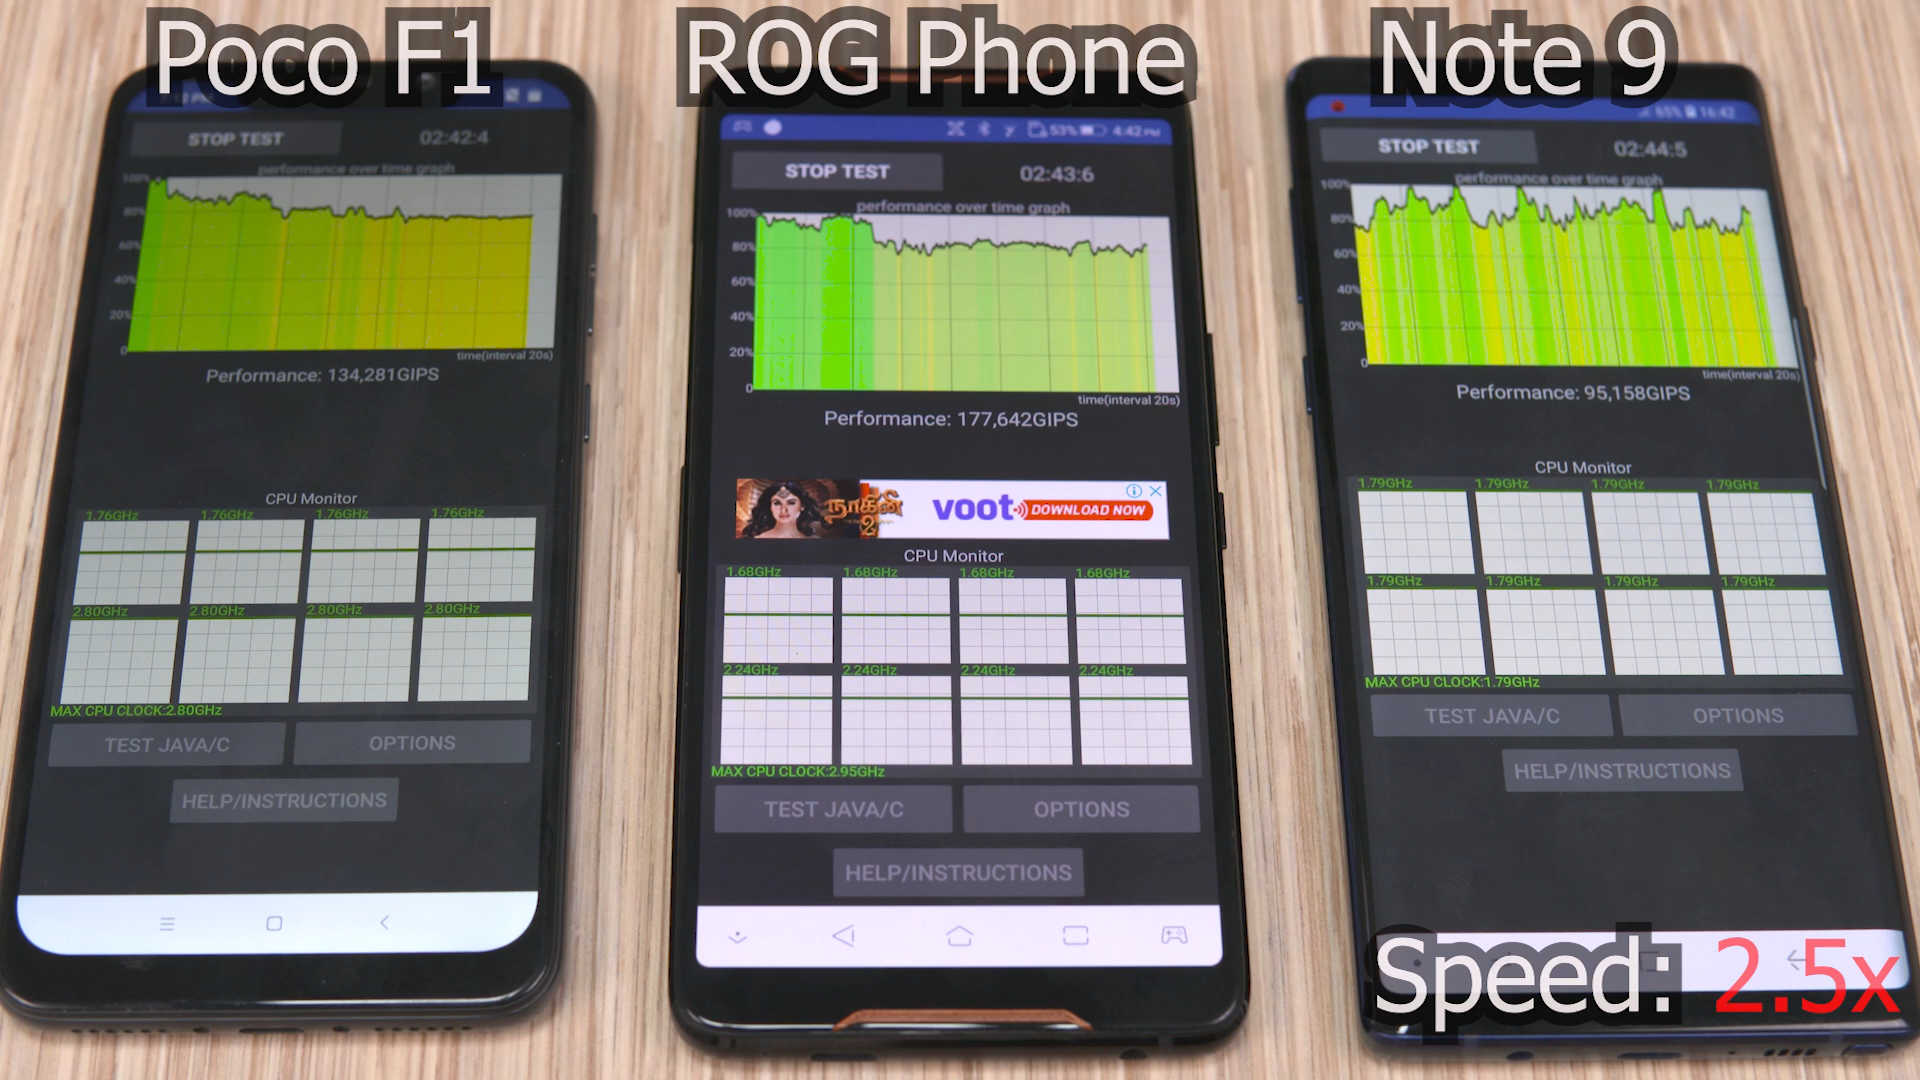 Poco F1
STOP TEST
02:42:4
performance over time graph
100%
80%
60%
40%
20%
0
time(interval 20s)
Performance: 134,281GIPS
CPU Monitor
1.76GHz 1.76GHz 1.76GHz 1.76GHz
2.80GHz 2.80GHz 2.80GHz 2.80GHz
MAX CPU CLOCK:2.80GHz
TEST JAVA/C
OPTIONS
HELP/INSTRUCTIONS
ROG Phone
53% 4:42PM
STOP TEST
02:43:6
performance over time graph
100%
80%
60%
40%
20%
0
time(interval 20s)
Performance: 177,642GIPS
நாகினி
2
voot
DOWNLOAD NOW
CPU Monitor
1.68GHz 1.68GHz 1.68GHz 1.68GHz
2.24GHz 2.24GHz 2.24GHz 2.24GHz
MAX CPU CLOCK:2.95GHz
TEST JAVA/C
OPTIONS
HELP/INSTRUCTIONS
Note 9
65% 16:42
STOP TEST
02:44:5
performance over time graph
100%
80%
60%
40%
20%
0
time(interval 20s)
Performance: 95,158GIPS
CPU Monitor
1.79GHz 1.79GHz 1.79GHz 1.79GHz
1.79GHz 1.79GHz 1.79GHz 1.79GHz
MAX CPU CLOCK:1.79GHz
TEST JAVA/C
OPTIONS
HELP/INSTRUCTIONS
Speed: 2.5x